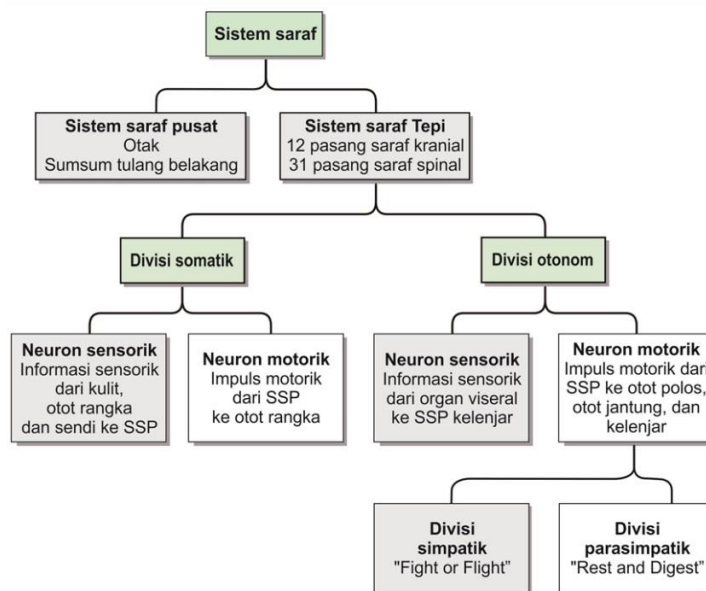 Sistem saraf
Sistem saraf pusat
Otak
Sumsum tulang belakang
Sistem saraf Tepi
12 pasang saraf kranial
31 pasang saraf spinal
Divisi somatik
Divisi otonom
Neuron sensorik
Informasi sensorik
dari kulit,
otot rangka
dan sendi ke SSP
Neuron motorik
Impuls motorik
dari SSP
ke otot rangka
Neuron sensorik
Informasi sensorik
dari organ viseral
ke SSP kelenjar
Neuron motorik
Impuls motorik dari
SSP ke otot polos,
otot jantung, dan
kelenjar
Divisi
simpatik
"Fight or Flight”
Divisi
parasimpatik
"Rest and Digest”